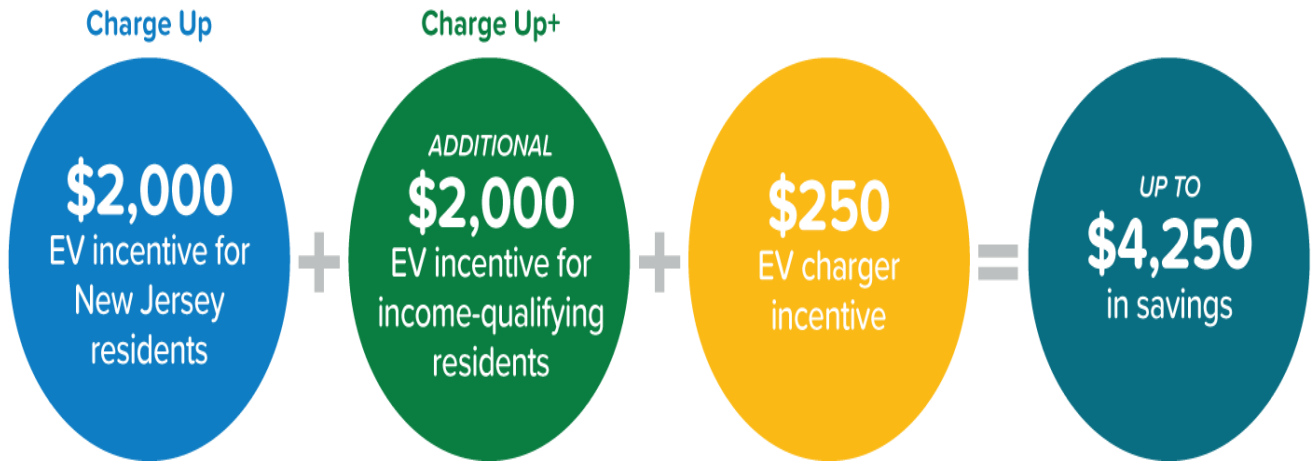 Charge Up
$2,000
EV incentive for
New Jersey
residents
+
Charge Up+
ADDITIONAL
$2,000
EV incentive for
income-qualifying
residents
+
$250
EV charger
incentive
=
UP TO
$4,250
in savings